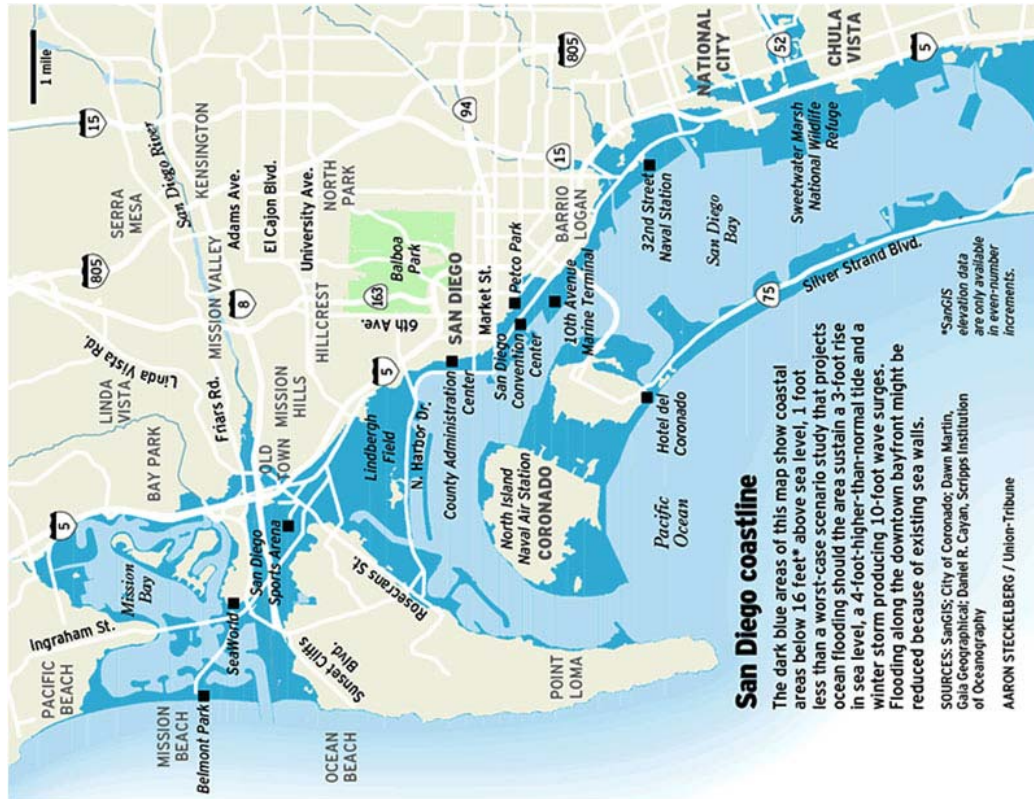 1 mile
15
805
5
San Diego River
SERRA
MESA
KENSINGTON
Linda Vista Rd.
LINDA
VISTA
MISSION VALLEY
Friars Rd.
8
Adams Ave.
El Cajon Blvd.
University Ave.
NORTH
PARK
BAY PARK
OLD
TOWN
MISSION
HILLS
HILLCREST
5
6th Ave.
163
Balboa
Park
94
805
Ingraham St.
PACIFIC
BEACH
Mission
Bay
MISSION
BEACH
Belmont Park
SeaWorld
San Diego
Sports Arena
OCEAN
BEACH
Sunset Cliffs
Blvd.
Rosecrans St.
Lindbergh
Field
N. Harbor Dr.
County Administration
Center
SAN DIEGO
Market St.
San Diego
Convention
Center
Petco Park
10th Avenue
Marine Terminal
15
BARRIO
LOGAN
POINT
LOMA
North Island
Naval Air Station
CORONADO
Pacific
Ocean
Hotel del
Coronado
32nd Street
Naval Station
San Diego
Bay
NATIONAL
CITY
52
CHULA
VISTA
5
Sweetwater Marsh
National Wildlife
Refuge
75
Silver Strand Blvd.
San Diego coastline
The dark blue areas of this map show coastal
areas below 16 feet* above sea level, 1 foot
less than a worst-case scenario study that projects
ocean flooding should the area sustain a 3-foot rise
in sea level, a 4-foot-higher-than-normal tide and a
winter storm producing 10-foot wave surges.
Flooding along the downtown bayfront might be
reduced because of existing sea walls.
*SanGIS
elevation data
are only available
in even-number
increments.
SOURCES: SanGIS; City of Coronado; Dawn Martin,
Gaia Geographical; Daniel R. Cayan, Scripps Institution
of Oceanography
AARON STECKELBERG / Union-Tribune